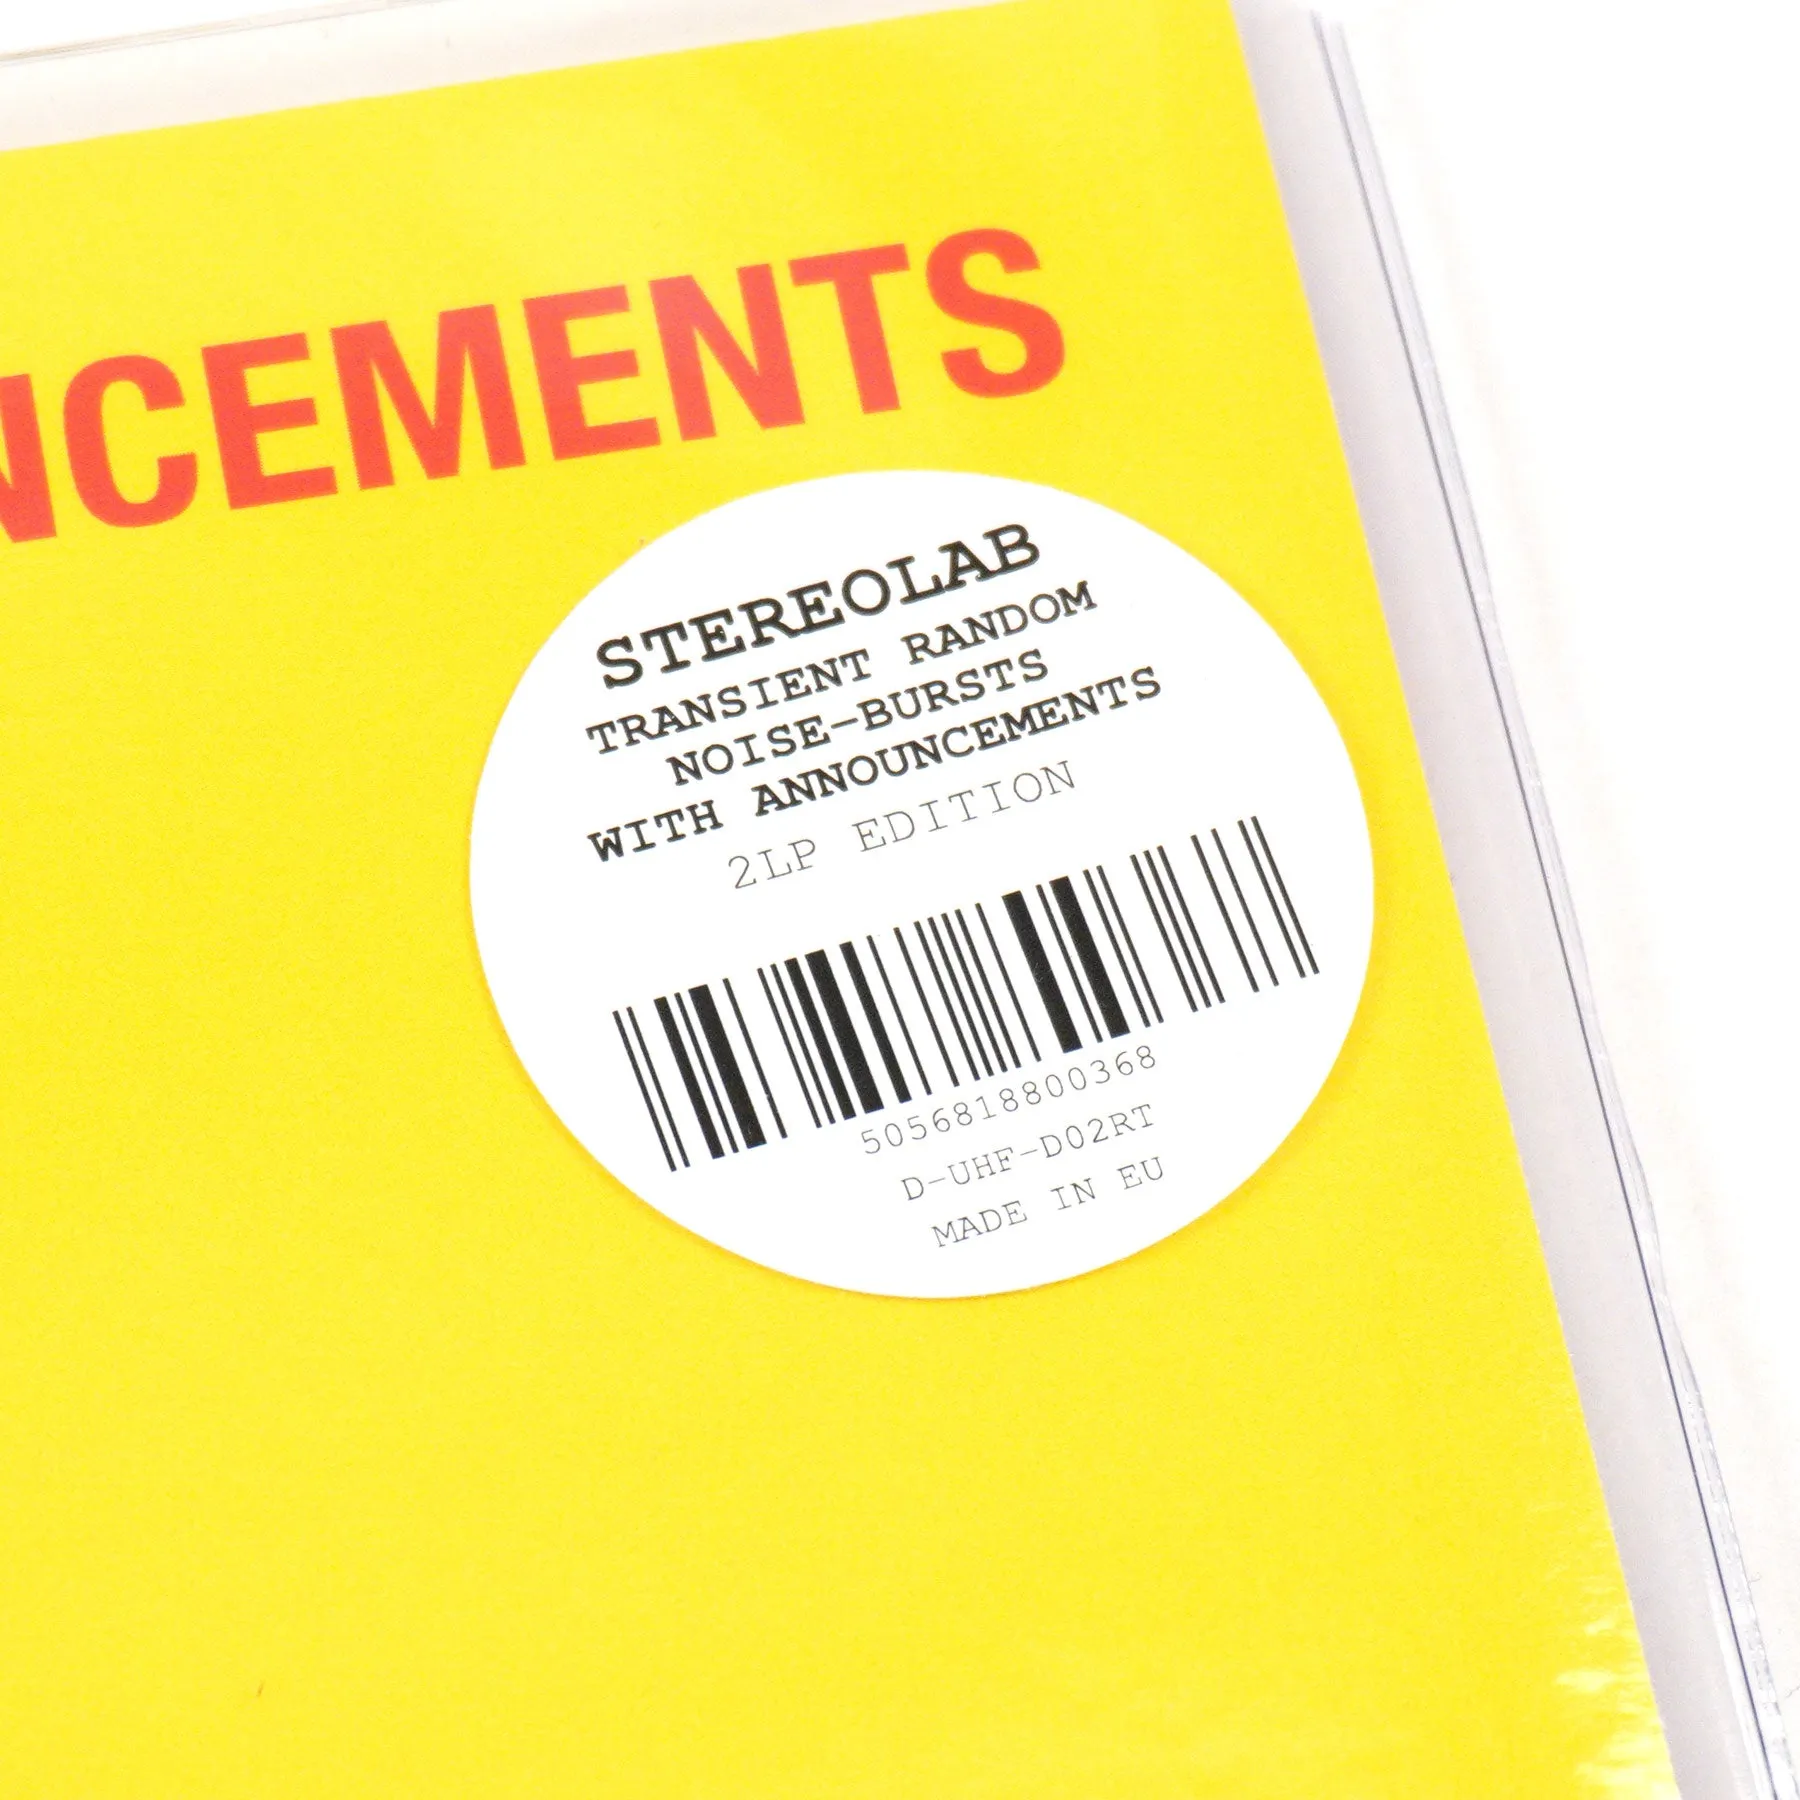 NCEMENTS
STEREOLAB
TRANSIENT RANDOM
NOISE-BURSTS
WITH ANNOUNCEMENTS
2LP EDITION
5056818800368
D-UHF-D02RT
MADE IN EU